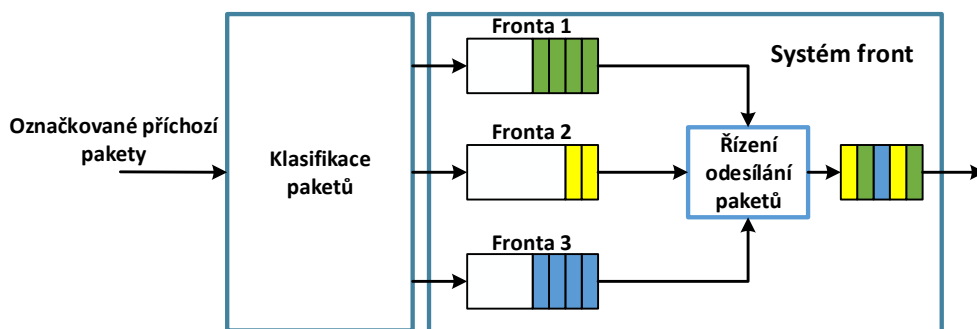 Označkované příchozí
pakety
Klasifikace
paketů
Fronta 1
Fronta 2
Fronta 3
Systém front
Řízení
odesílání
paketů